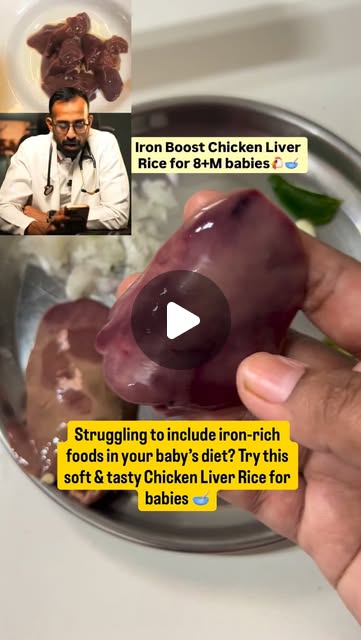 Iron Boost Chicken Liver
Rice for 8+M babies🐔🥣
Struggling to include iron-rich
foods in your baby's diet? Try this
soft & tasty Chicken Liver Rice for
babies 🥣